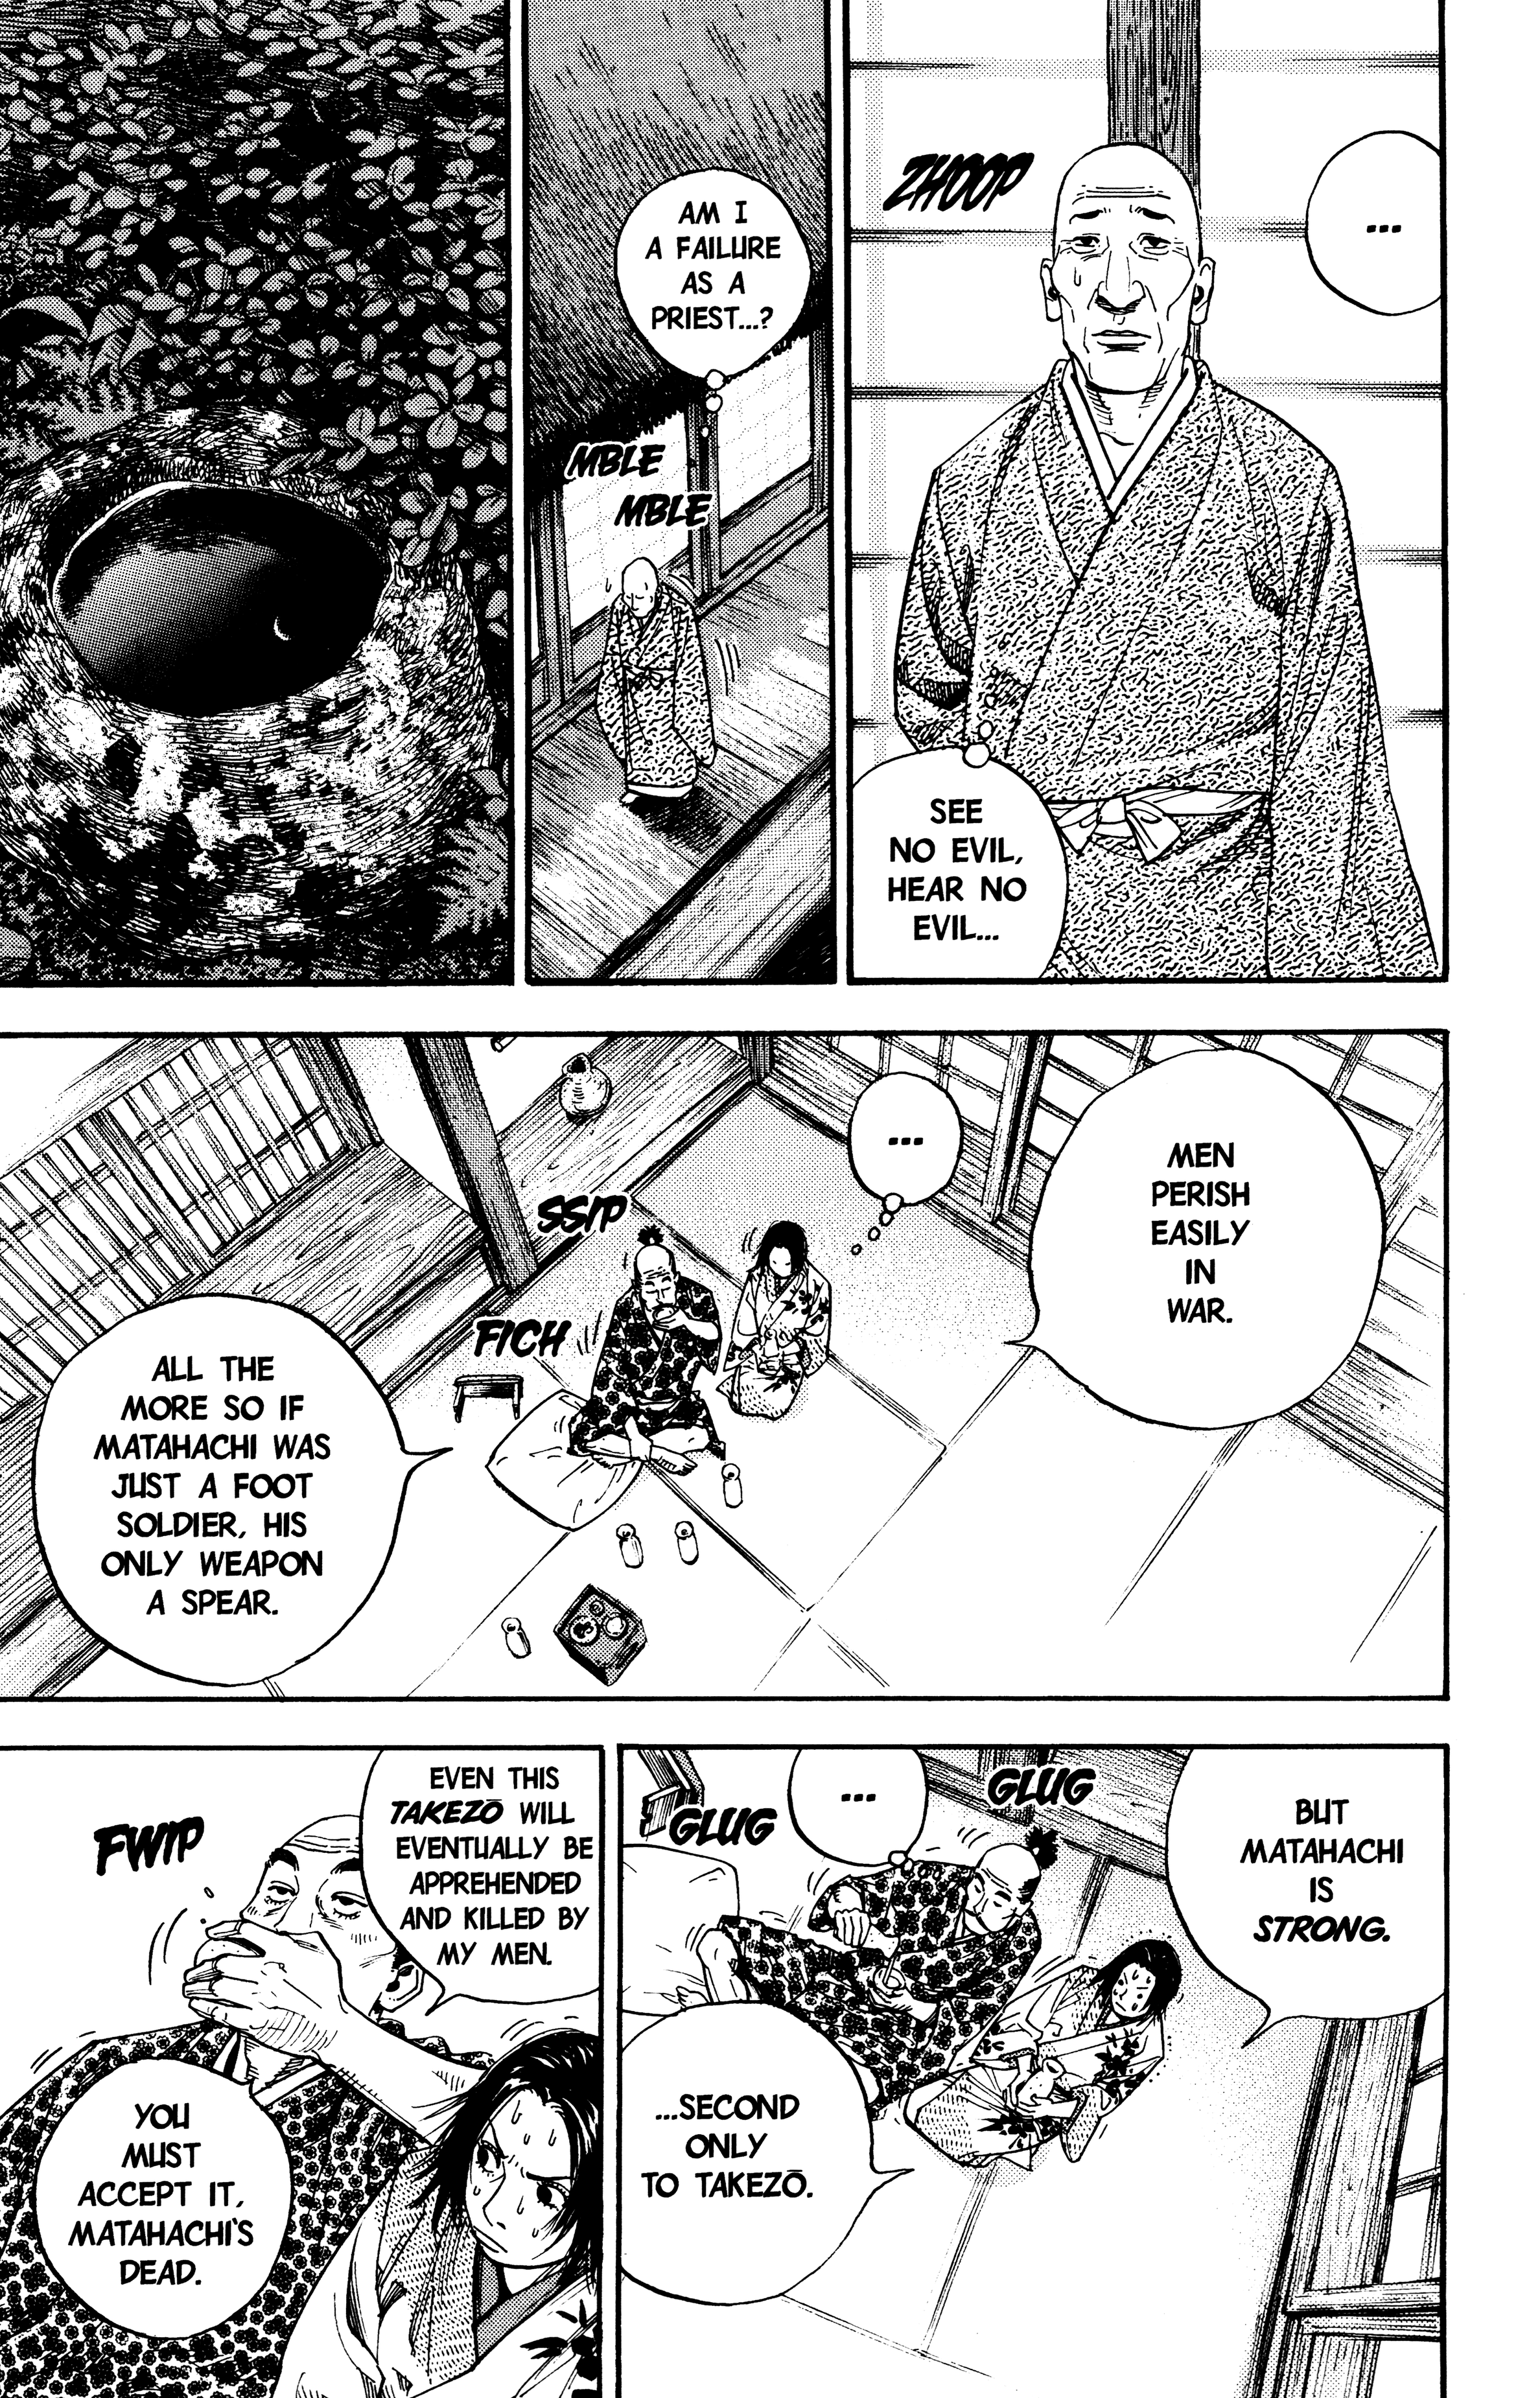 ...
ZHOOP
SEE
NO EVIL,
HEAR NO
EVIL...
AM I
A FAILURE
AS A
PRIEST...?
MBLE
MBLE
MEN
PERISH
EASILY
IN
WAR.
...
SSIP
FICH
ALL THE
MORE SO IF
MATAHACHI WAS
JUST A FOOT
SOLDIER, HIS
ONLY WEAPON
A SPEAR.
BUT
MATAHACHI
IS
STRONG.
GLUG
...
GLUG
...SECOND
ONLY
TO TAKEZŌ.
EVEN THIS
TAKEZŌ WILL
EVENTUALLY BE
APPREHENDED
AND KILLED BY
MY MEN.
FWIP
YOU
MUST
ACCEPT IT,
MATAHACHI'S
DEAD.